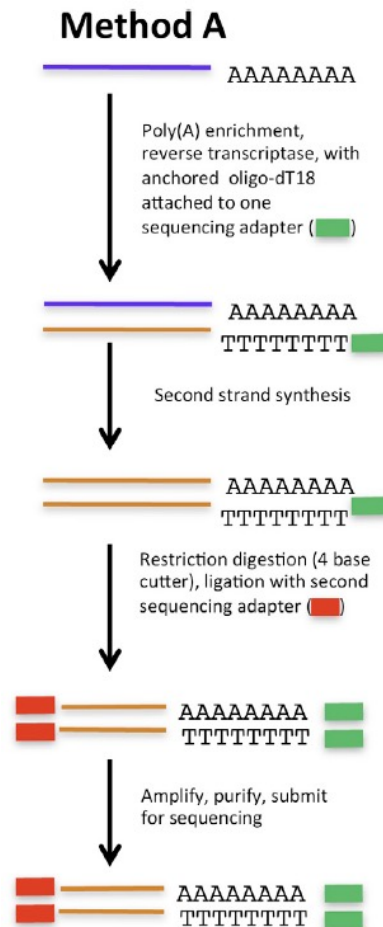 Method A
AAAAAAAA
Poly(A) enrichment,
reverse transcriptase, with
anchored oligo-dT18
attached to one
sequencing adapter ( )
AAAAAAAA
TTTTTTTT
Second strand synthesis
AAAAAAAA
TTTTTTTT
Restriction digestion (4 base
cutter), ligation with second
sequencing adapter ( )
AAAAAAAA
TTTTTTTT
Amplify, purify, submit
for sequencing
AAAAAAAA
TTTTTTTT